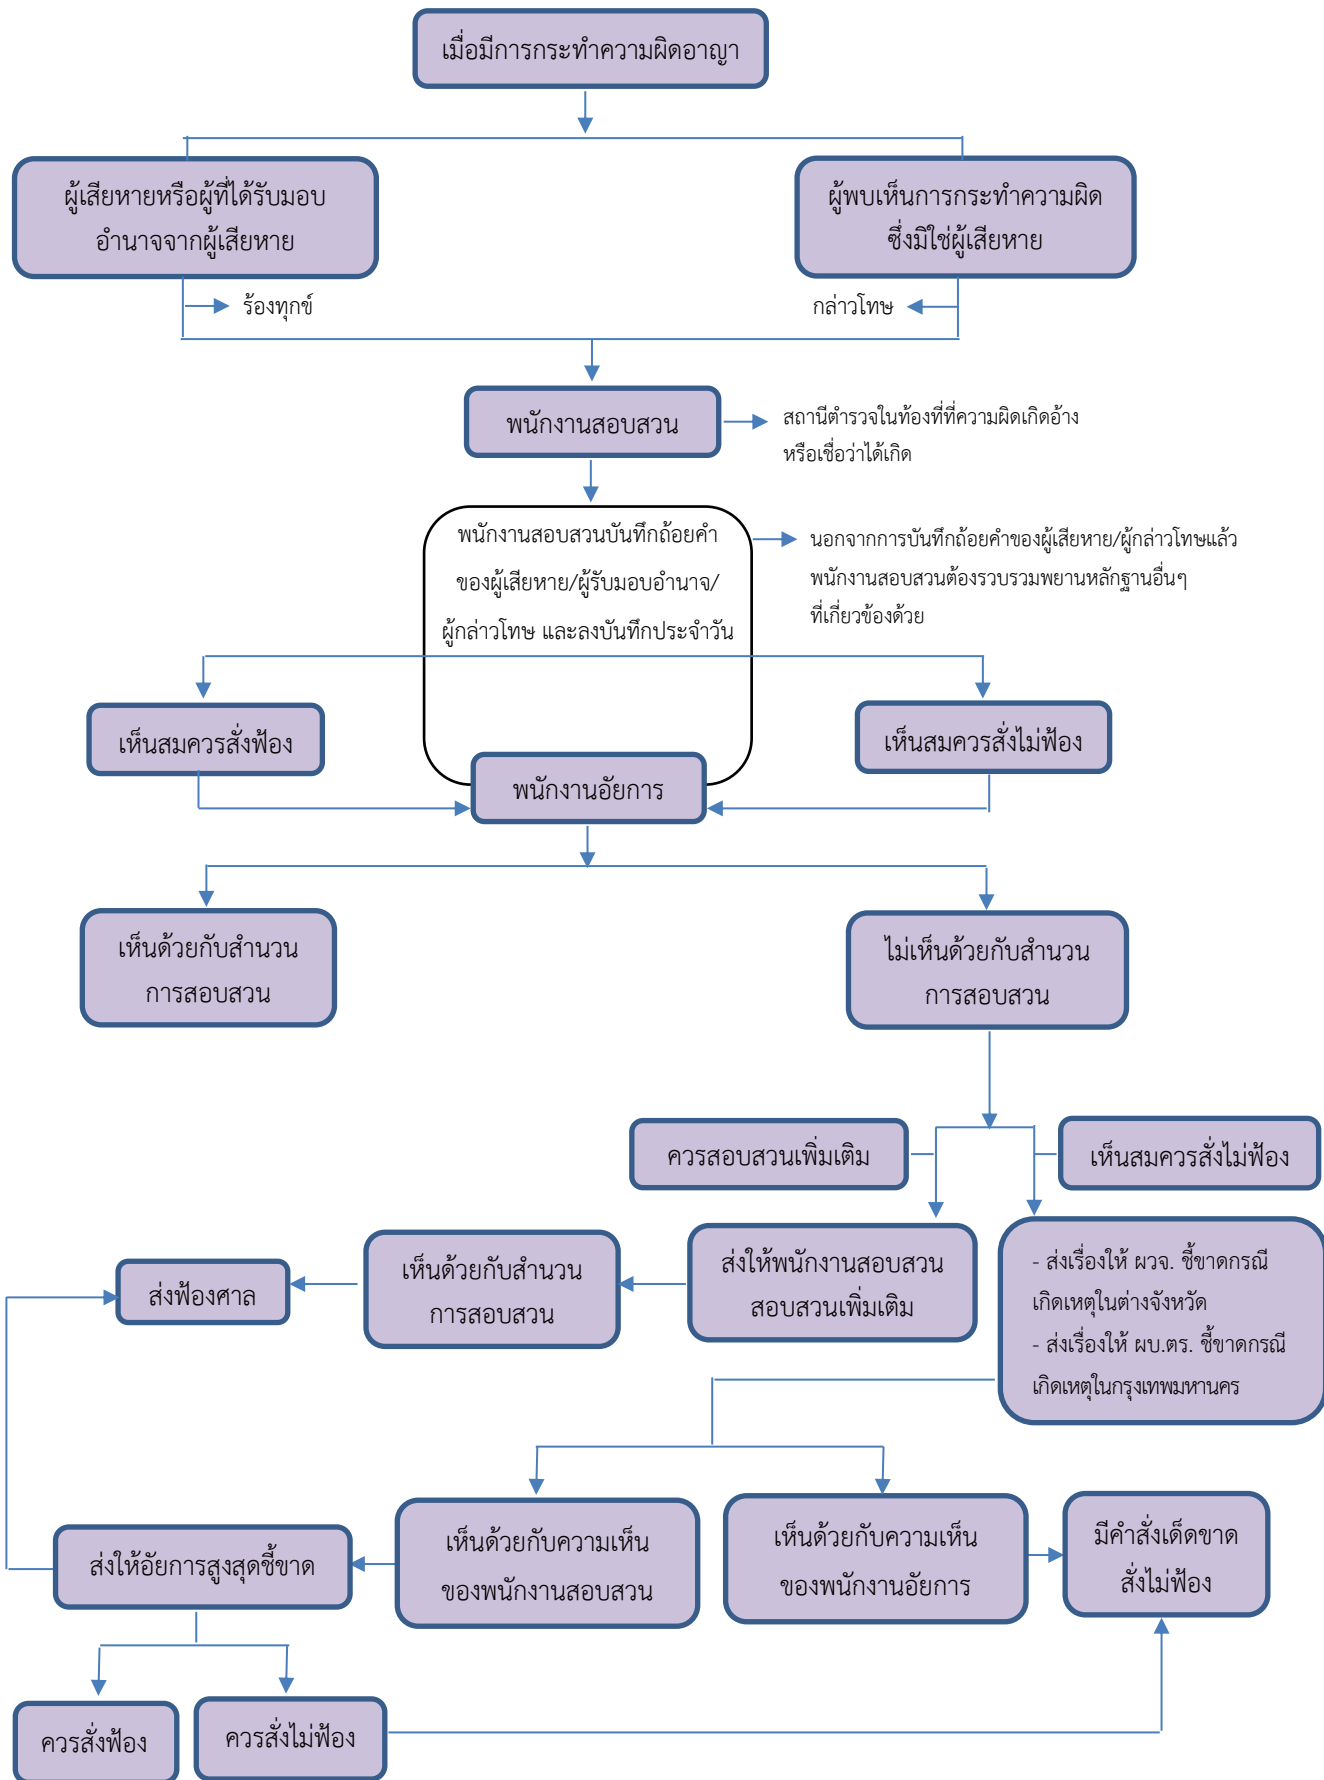 เมื่อมีการกระทำความผิดอาญา
ผู้เสียหายหรือผู้ที่ได้รับมอบ
อำนาจจากผู้เสียหาย
ผู้พบเห็นการกระทำความผิด
ซึ่งมิใช่ผู้เสียหาย
ร้องทุกข์
กล่าวโทษ
พนักงานสอบสวน
สถานีตำรวจในท้องที่ที่ความผิดเกิดอ้าง
หรือเชื่อว่าได้เกิด
พนักงานสอบสวนบันทึกถ้อยคำ
ของผู้เสียหาย/ผู้รับมอบอำนาจ/
ผู้กล่าวโทษ และลงบันทึกประจำวัน
นอกจากการบันทึกถ้อยคำของผู้เสียหาย/ผู้กล่าวโทษแล้ว
พนักงานสอบสวนต้องรวบรวมพยานหลักฐานอื่นๆ
ที่เกี่ยวข้องด้วย
เห็นสมควรสั่งฟ้อง
เห็นสมควรสั่งไม่ฟ้อง
พนักงานอัยการ
เห็นด้วยกับสำนวน
การสอบสวน
ไม่เห็นด้วยกับสำนวน
การสอบสวน
ควรสอบสวนเพิ่มเติม
เห็นสมควรสั่งไม่ฟ้อง
ส่งฟ้องศาล
เห็นด้วยกับสำนวน
การสอบสวน
ส่งให้พนักงานสอบสวน
สอบสวนเพิ่มเติม
- ส่งเรื่องให้ ผวจ. ชี้ขาดกรณี
เกิดเหตุในต่างจังหวัด
- ส่งเรื่องให้ ผบ.ตร. ชี้ขาดกรณี
เกิดเหตุในกรุงเทพมหานคร
ส่งให้อัยการสูงสุดชี้ขาด
เห็นด้วยกับความเห็น
ของพนักงานสอบสวน
เห็นด้วยกับความเห็น
ของพนักงานอัยการ
มีคำสั่งเด็ดขาด
สั่งไม่ฟ้อง
ควรสั่งฟ้อง
ควรสั่งไม่ฟ้อง